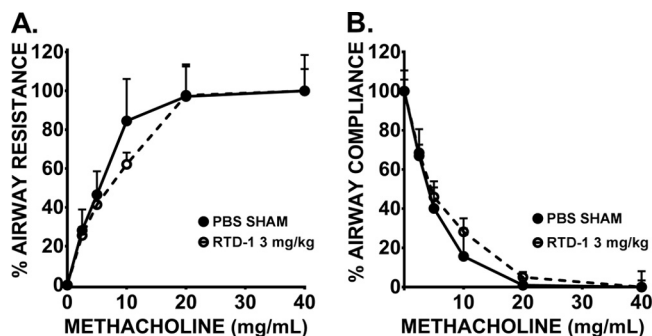 A.
% AIRWAY RESISTANCE
120
100
80
60
40
20
0
PBS SHAM
RTD-1 3 mg/kg
0 10 20 30 40
METHACHOLINE (mg/mL)
B.
% AIRWAY COMPLIANCE
120
100
80
60
40
20
0
PBS SHAM
RTD-1 3 mg/kg
0 10 20 30 40
METHACHOLINE (mg/mL)